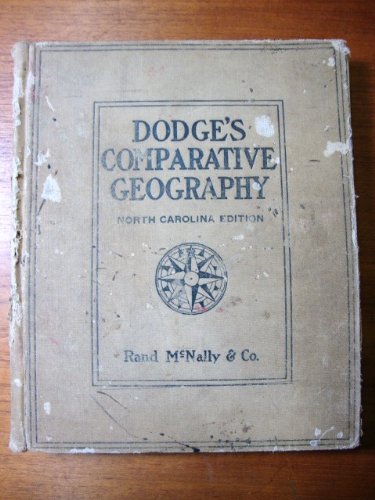 DODGE'S
COMPARATIVE
GEOGRAPHY
NORTH CAROLINA EDITION
Rand McNally & Co.